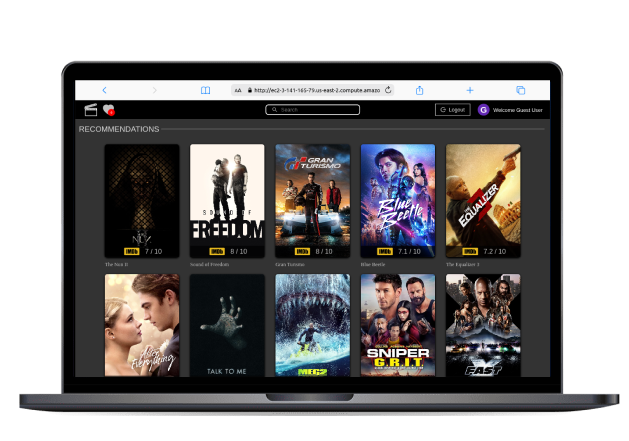 AA http://ec2-3-141-165-79.us-east-2.compute.amazo
Search
G Logout
G Welcome Guest User
RECOMMENDATIONS
SOUND OF
FREEDOM
GRAN
TURISMO
Blue
Beetle
EQUALIZER
IMDb 7 / 10
IMDb 8 / 10
IMDb 8 / 10
IMDb 7.1 / 10
IMDb 7.2 / 10
The Nun II
Sound of Freedom
Gran Turismo
Blue Beetle
The Equalizer 3
After
Everything
TALK TO ME
MEG2
SNIPER
G.R.I.T.
FAST